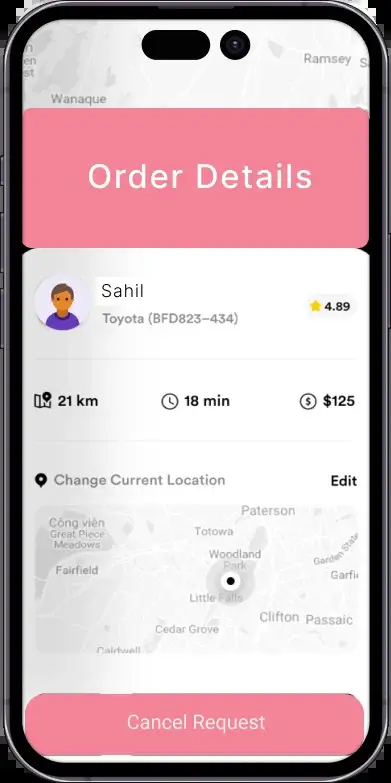 Ramsey
Wanaque
Order Details
Sahil
Toyota (BFD823–434)
4.89
21 km
18 min
$125
Change Current Location
Edit
Paterson
Công viên
Great Piece
Meadows
Totowa
Woodland
Park
Garden State
Fairfield
Garfi
Little Falls
Clifton
Passaic
Cedar Grove
Caldwell
Cancel Request